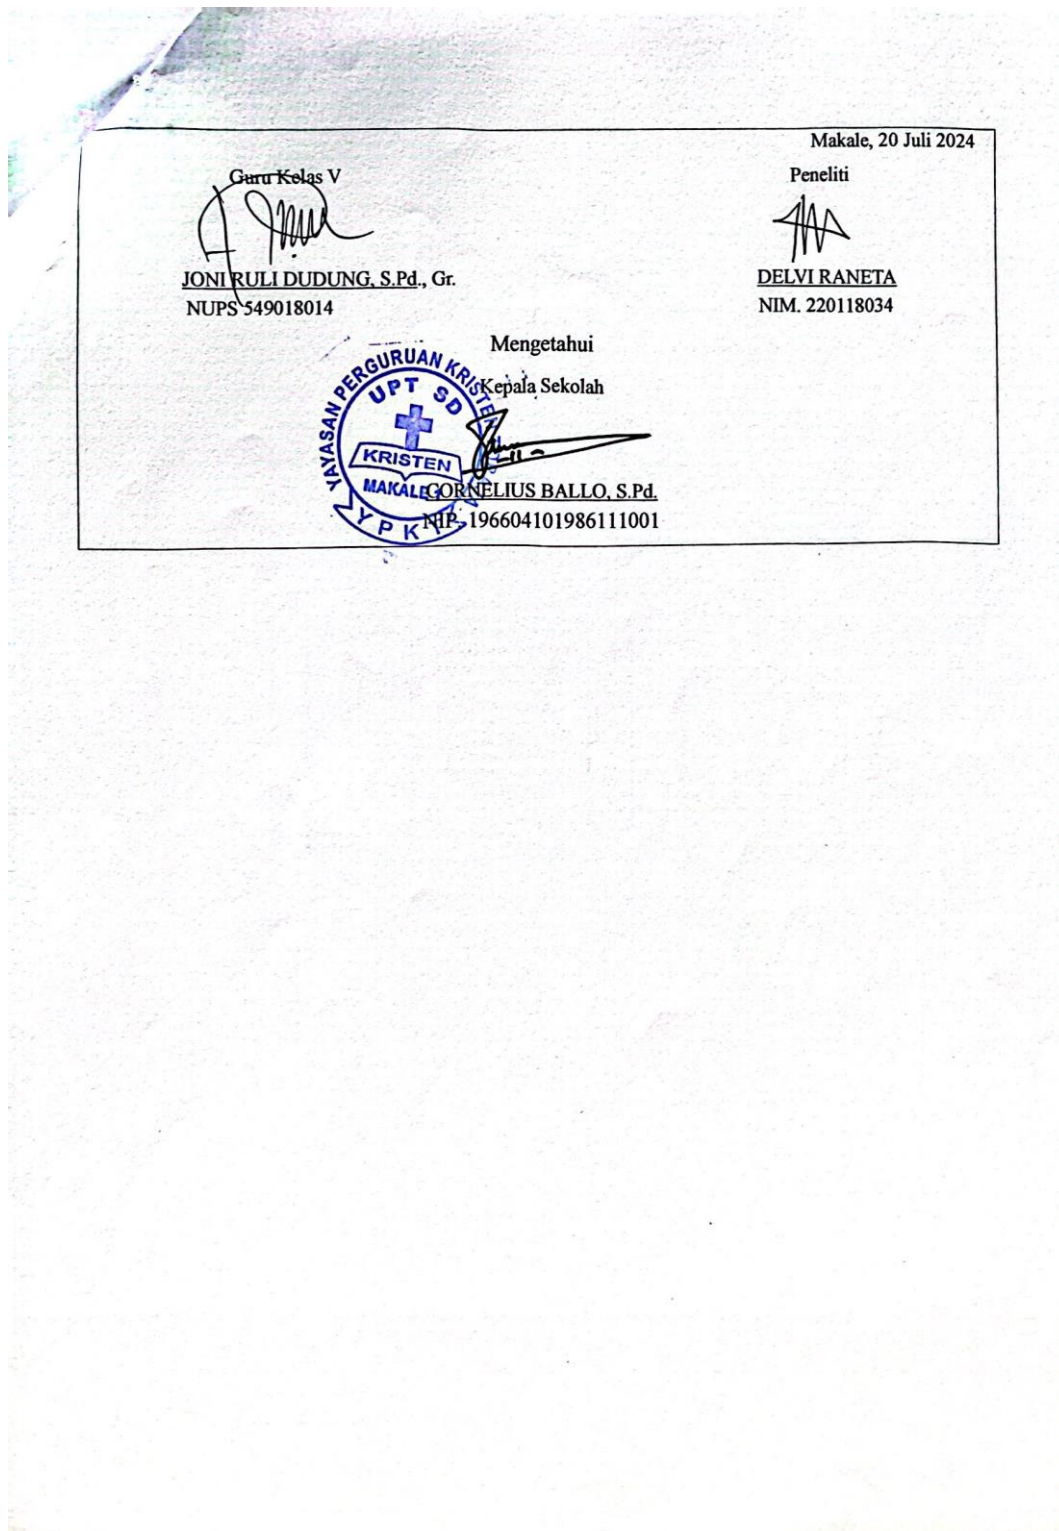 Makale, 20 Juli 2024
Guru Kelas V
Peneliti
JONI RULI DUDUNG, S.Pd., Gr.
DELVI RANETA
NUPS 549018014
NIM. 220118034
Mengetahui
Kepala Sekolah
YAYASAN PERGURUAN KRISTEN
UPT SD
KRISTEN
MAKALE
YPKT
CORNELIUS BALLO, S.Pd.
NIP. 196604101986111001